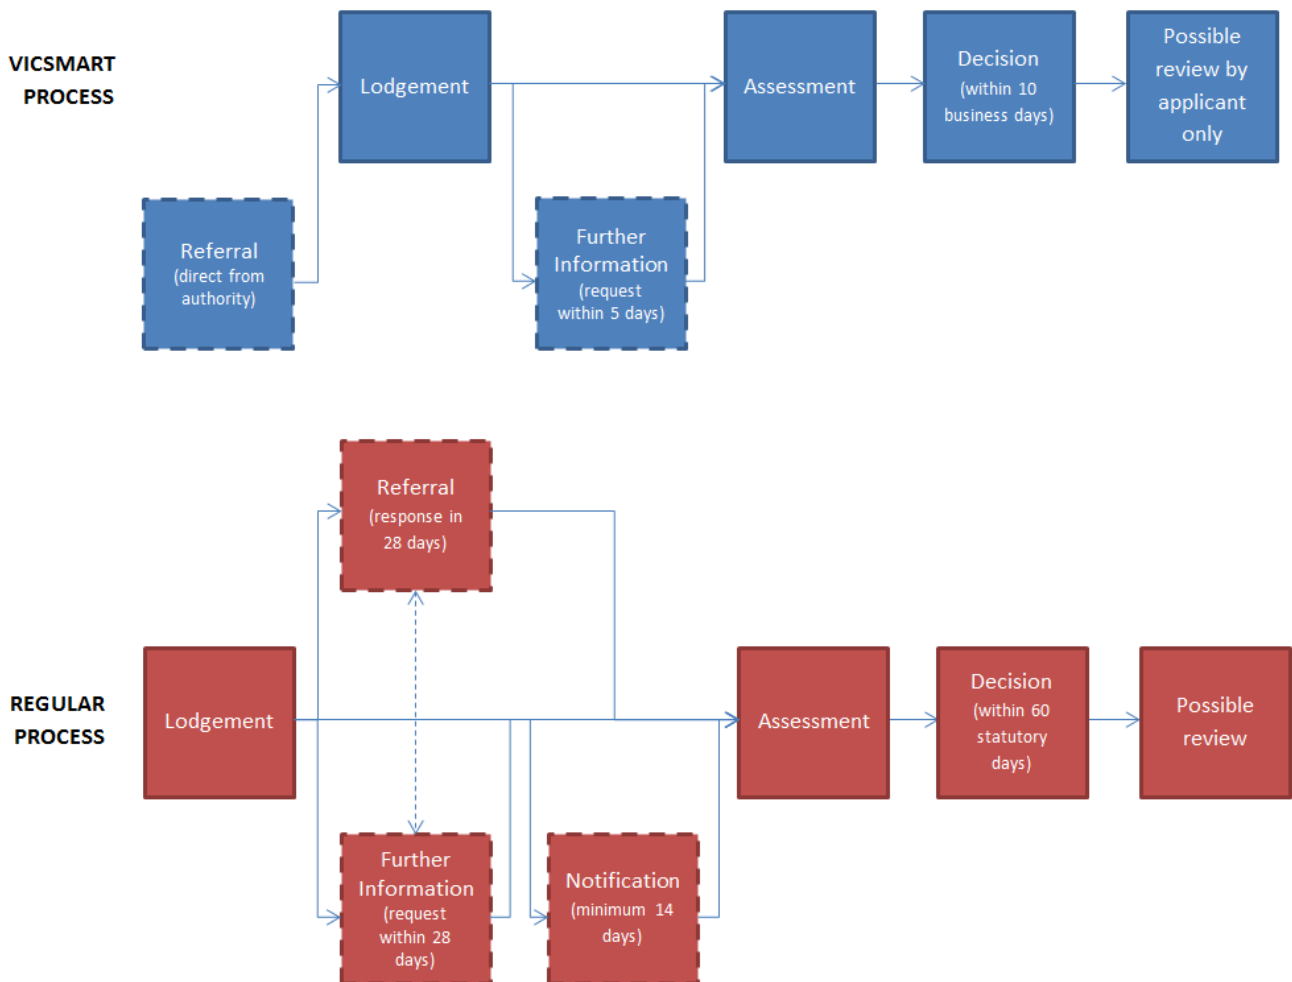 VICSMART
PROCESS
Lodgement
Assessment
Decision
(within 10
business days)
Possible
review by
applicant
only
Referral
(direct from
authority)
Further
Information
(request
within 5 days)
REGULAR
PROCESS
Referral
(response in
28 days)
Lodgement
Assessment
Decision
(within 60
statutory
days)
Possible
review
Further
Information
(request
within 28
days)
Notification
(minimum 14
days)